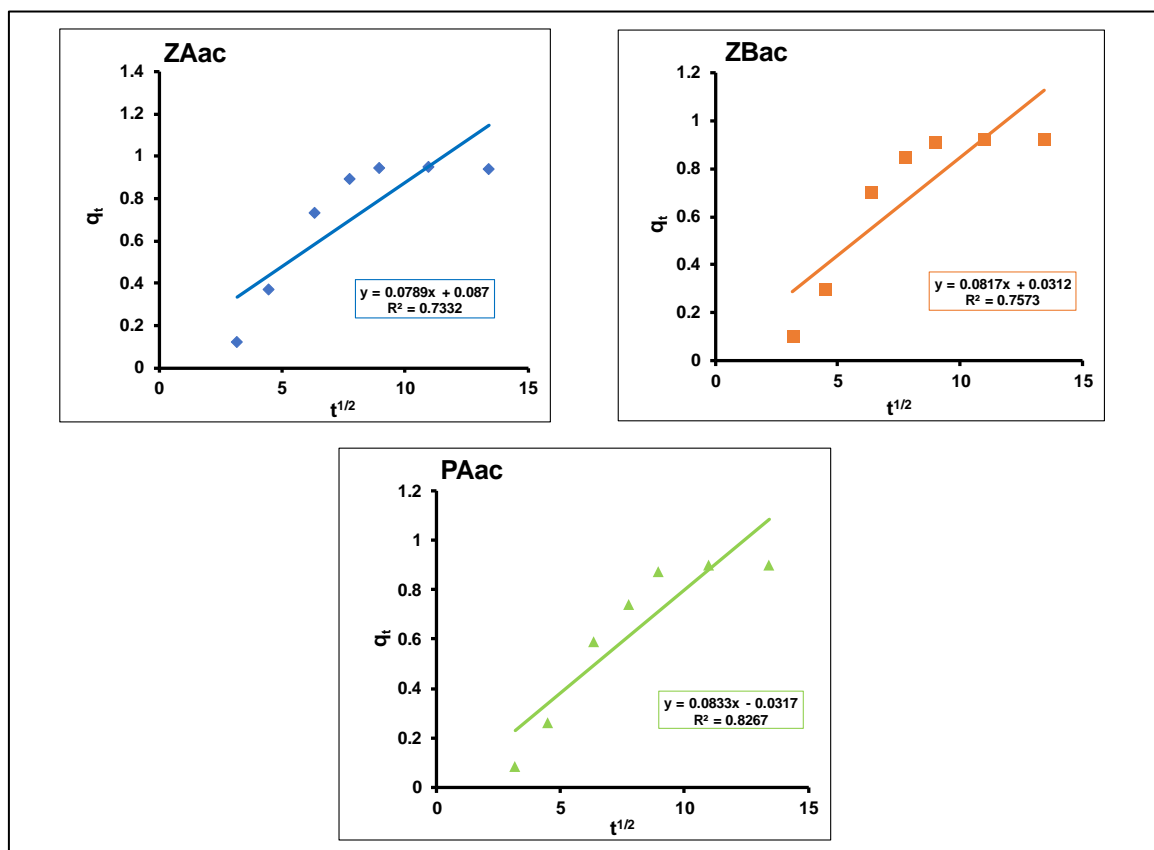 ZAac
1.4
1.2
1
0.8
0.6
0.4
0.2
0
qt
y = 0.0789x + 0.087
R² = 0.7332
0 5 10 15
t1/2
ZBac
1.2
1
0.8
0.6
0.4
0.2
0
qt
y = 0.0817x + 0.0312
R² = 0.7573
0 5 10 15
t1/2
PAac
1.2
1
0.8
0.6
0.4
0.2
0
qt
y = 0.0833x - 0.0317
R² = 0.8267
0 5 10 15
t1/2